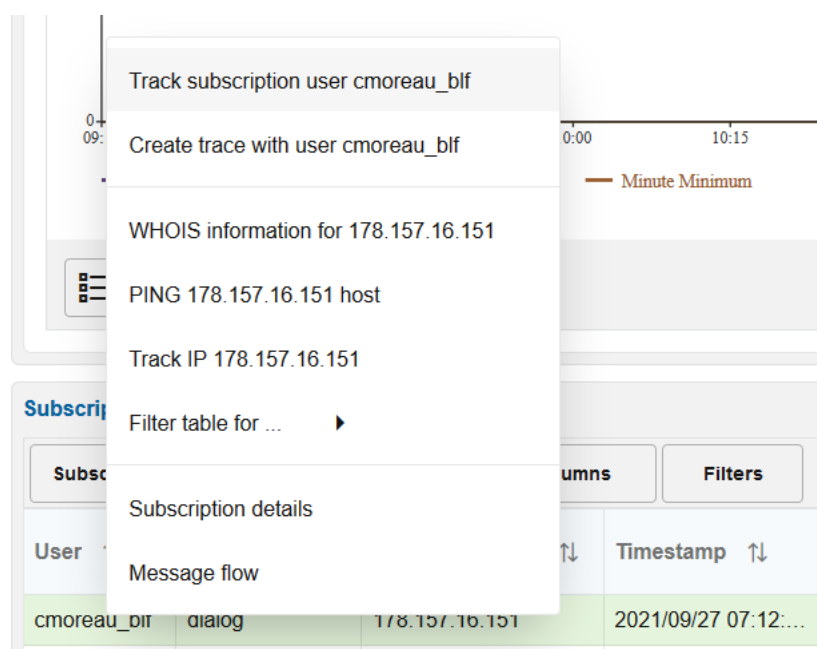 Track subscription user cmoreau_blf
0
09:
0:00
10:15
Create trace with user cmoreau_blf
Minute Minimum
WHOIS information for 178.157.16.151
PING 178.157.16.151 host
Track IP 178.157.16.151
Subscrip
Filter table for ...
Subsc
umns
Filters
Subscription details
User
Timestamp
Message flow
cmoreau_blf
dialog
178.157.16.151
2021/09/27 07:12:...